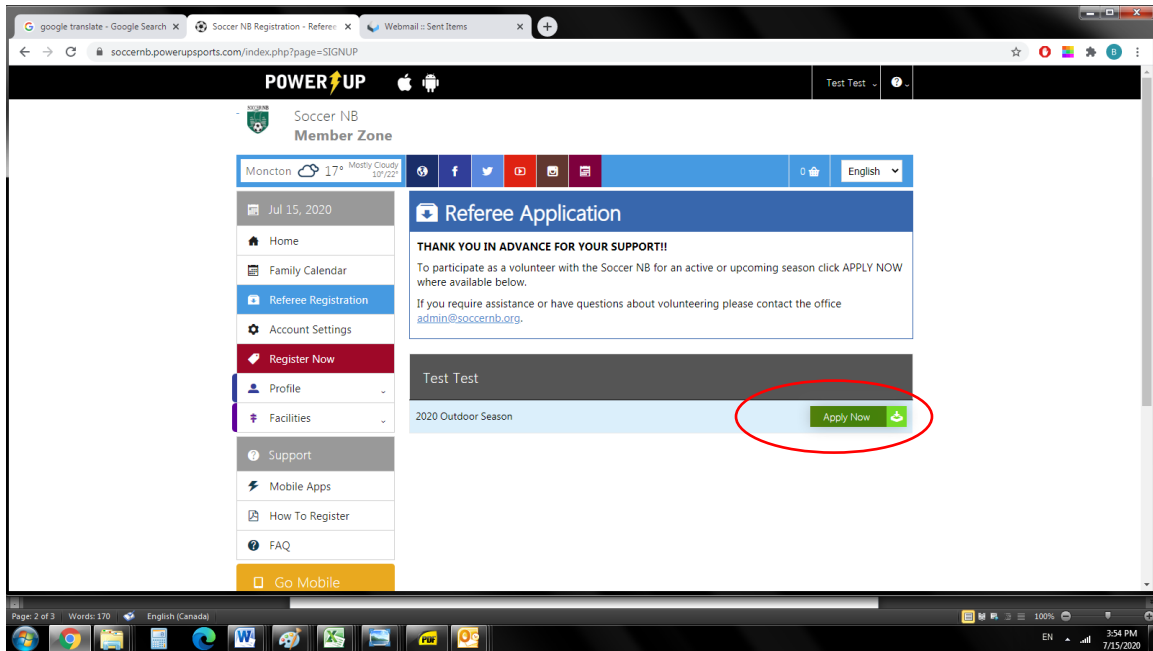 google translate - Google Search
Soccer NB Registration - Referee
Webmail :: Sent Items
soccernb.powerupsports.com/index.php?page=SIGNUP
B
POWER UP
Test Test
Soccer NB
Member Zone
Moncton 17° Mostly Cloudy 10°/22°
0
English
Jul 15, 2020
Home
Family Calendar
Referee Registration
Account Settings
Register Now
Profile
Facilities
Support
Mobile Apps
How To Register
FAQ
Go Mobile
Referee Application
THANK YOU IN ADVANCE FOR YOUR SUPPORT!!
To participate as a volunteer with the Soccer NB for an active or upcoming season click APPLY NOW
where available below.
If you require assistance or have questions about volunteering please contact the office
admin@soccernb.org.
Test Test
2020 Outdoor Season
Apply Now
Page: 2 of 3 Words: 170 English (Canada)
100%
PDF
EN
3:54 PM
7/15/2020